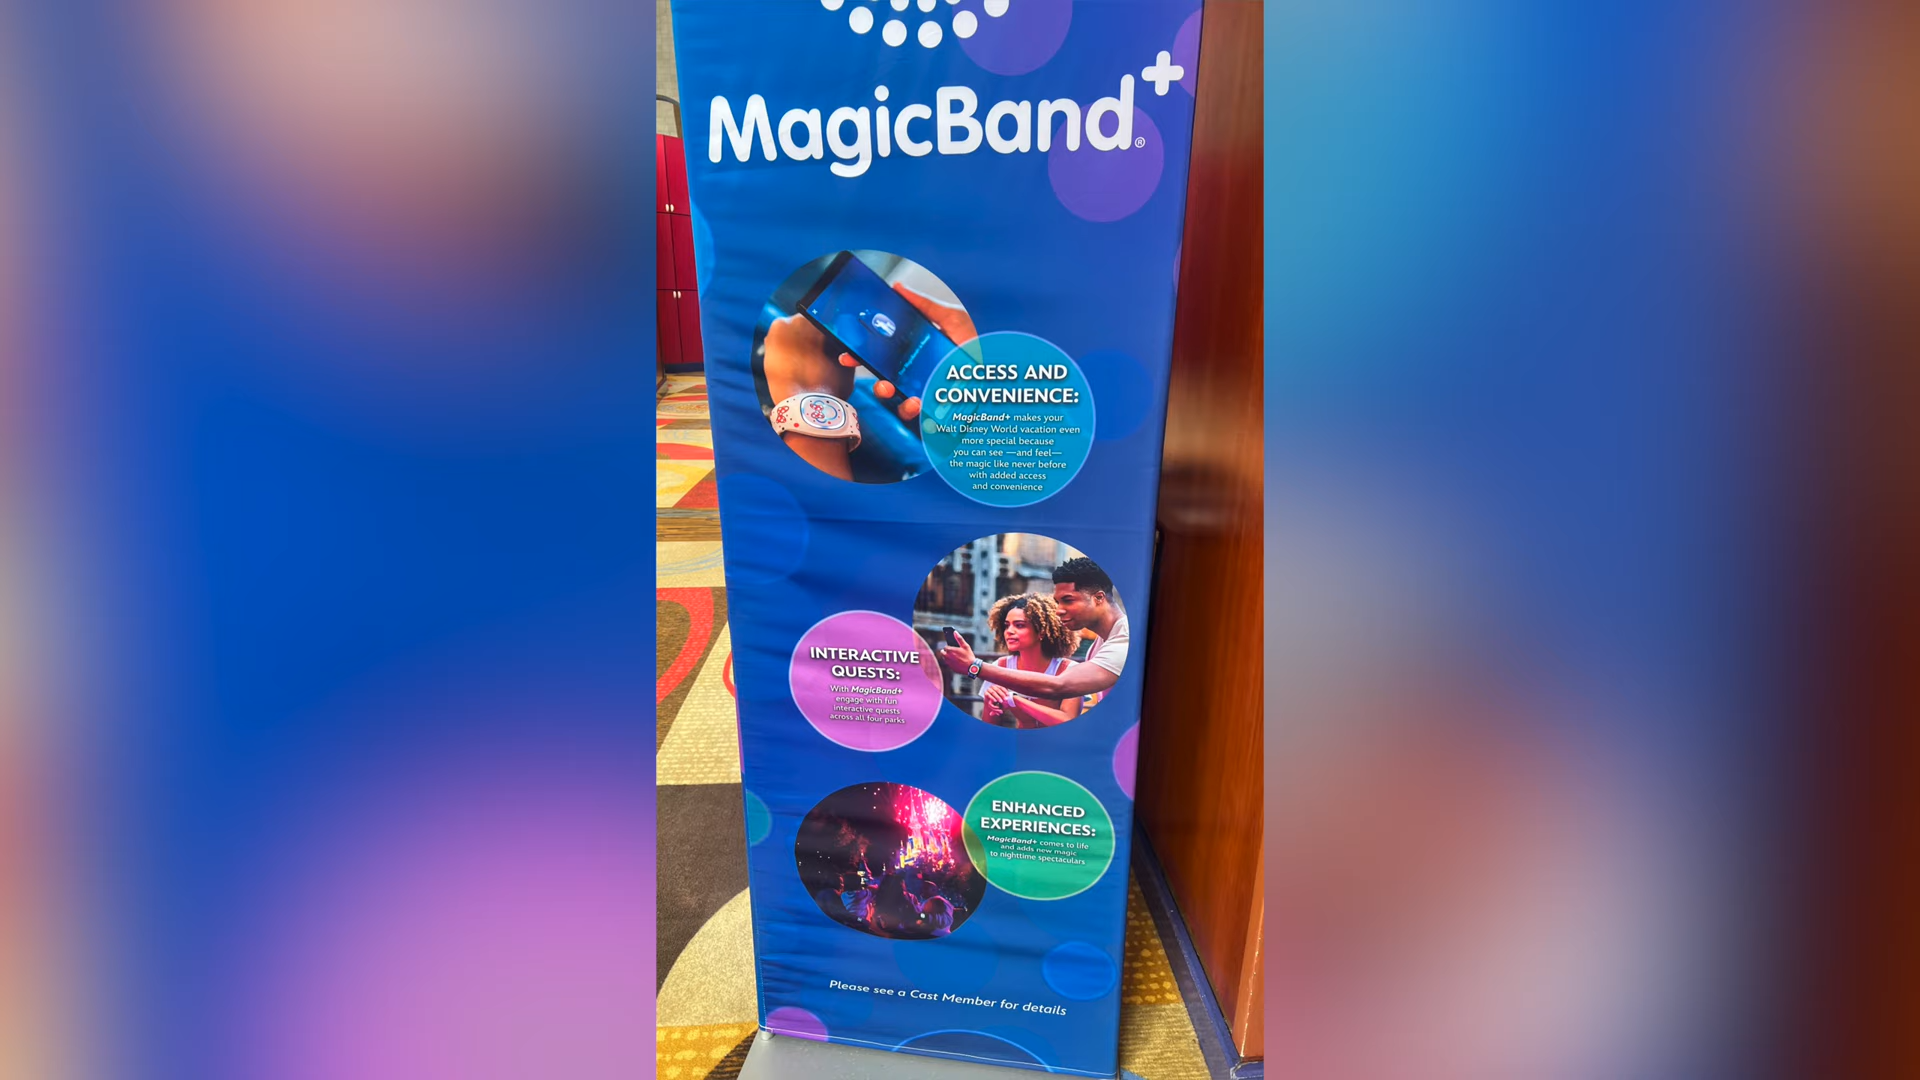 MagicBand+®
ACCESS AND
CONVENIENCE:
MagicBand+ makes your
Walt Disney World vacation even
more special because
you can see —and feel—
the magic like never before
with added access
and convenience
INTERACTIVE
QUESTS:
With MagicBand+
engage with fun
interactive quests
across all four parks
ENHANCED
EXPERIENCES:
MagicBand+ comes to life
and adds new magic
to nighttime spectaculars
Please see a Cast Member for details